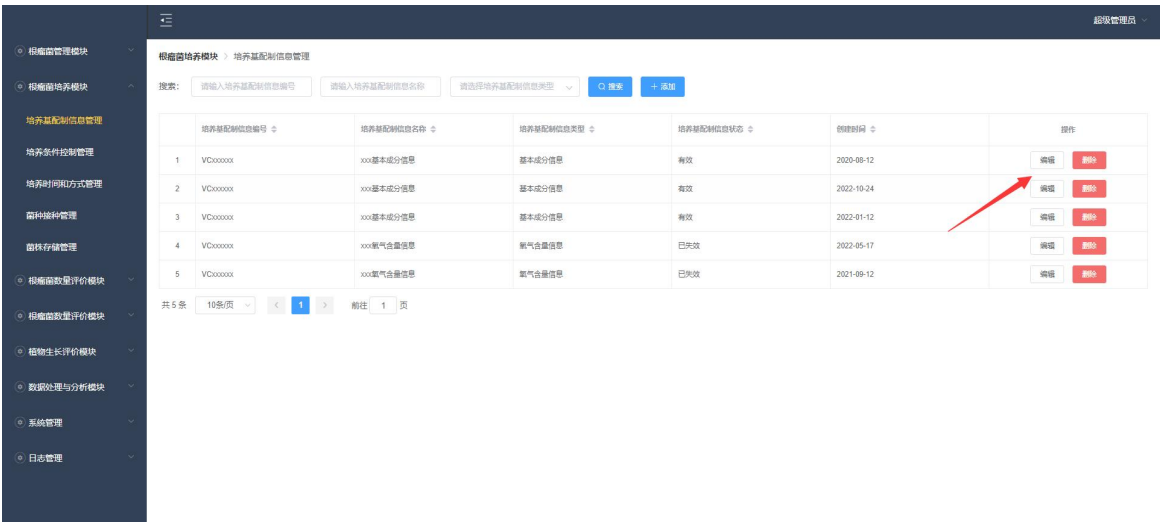 超级管理员
根瘤菌管理模块
根瘤菌培养模块
培养基配制信息管理
培养条件控制管理
培养时间和方式管理
菌种接种管理
菌株存储管理
根瘤菌数量评价模块
根瘤菌数量评价模块
植物生长评价模块
数据处理与分析模块
系统管理
日志管理
根瘤菌培养模块 > 培养基配制信息管理
搜索: 请输入培养基配制信息编号 请输入培养基配制信息名称 请选择培养基配制信息类型 搜索 + 添加
培养基配制信息编号 培养基配制信息名称 培养基配制信息类型 培养基配制信息状态 创建时间 操作
1 VCxxxxxx xxx基本成分信息 基本成分信息 有效 2020-08-12 编辑 删除
2 VCxxxxxx xxx基本成分信息 基本成分信息 有效 2022-10-24 编辑 删除
3 VCxxxxxx xxx基本成分信息 基本成分信息 有效 2022-01-12 编辑 删除
4 VCxxxxxx xxx氧气含量信息 氧气含量信息 已失效 2022-05-17 编辑 删除
5 VCxxxxxx xxx氧气含量信息 氧气含量信息 已失效 2021-09-12 编辑 删除
共 5 条 10条/页 < 1 > 前往 1 页